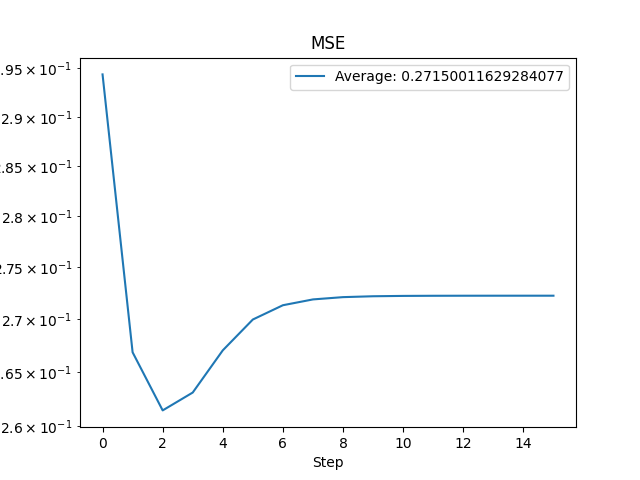 MSE
Average: 0.27150011629284077
.95 × 10⁻¹
2.9 × 10⁻¹
.85 × 10⁻¹
2.8 × 10⁻¹
2.75 × 10⁻¹
2.7 × 10⁻¹
.65 × 10⁻¹
2.6 × 10⁻¹
0 2 4 6 8 10 12 14
Step